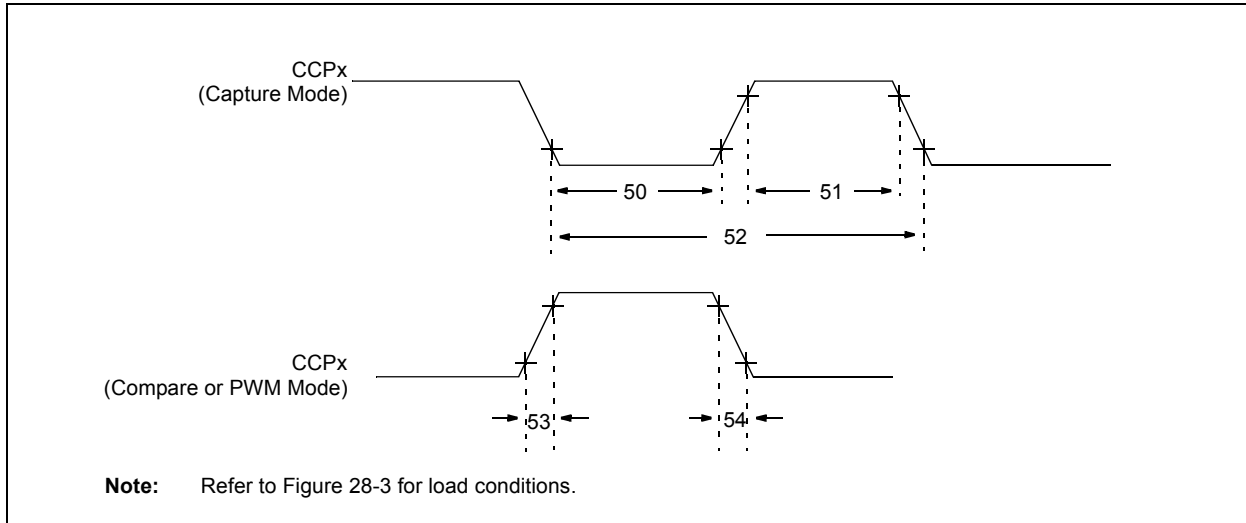 CCPx
(Capture Mode)
50
51
52
CCPx
(Compare or PWM Mode)
53
54
Note: Refer to Figure 28-3 for load conditions.